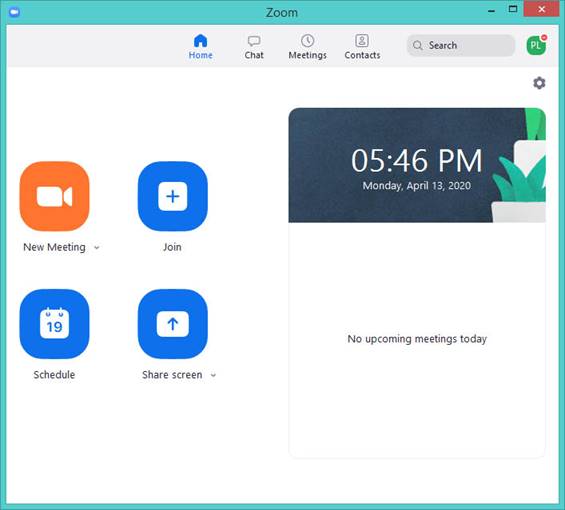 Zoom
Home
Chat
Meetings
Contacts
Search
PL
05:46 PM
Monday, April 13, 2020
New Meeting
Join
19
Schedule
Share screen
No upcoming meetings today